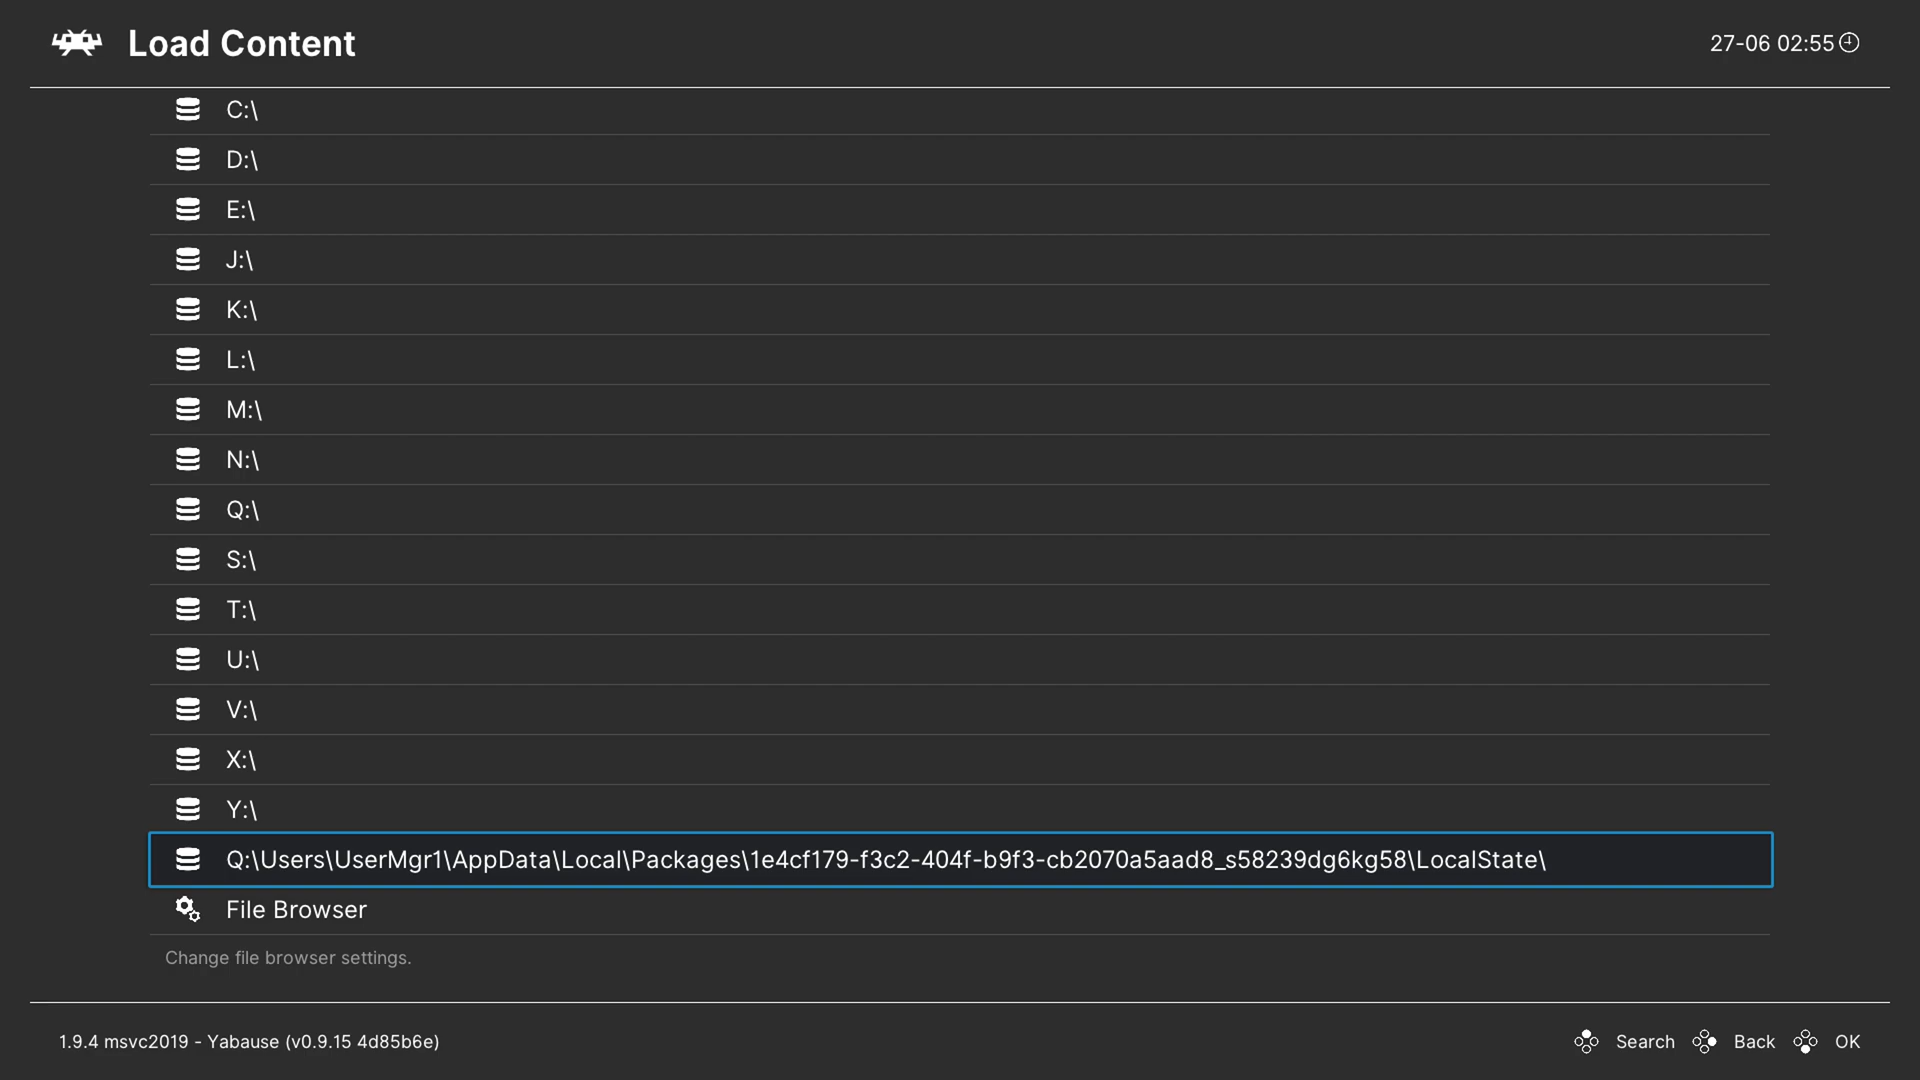 Load Content
27-06 02:55
C:\
D:\
E:\
J:\
K:\
L:\
M:\
N:\
Q:\
S:\
T:\
U:\
V:\
X:\
Y:\
Q:\Users\UserMgr1\AppData\Local\Packages\1e4cf179-f3c2-404f-b9f3-cb2070a5aad8_s58239dg6kg58\LocalState\
File Browser
Change file browser settings.
1.9.4 msvc2019 - Yabause (v0.9.15 4d85b6e)
Search Back OK